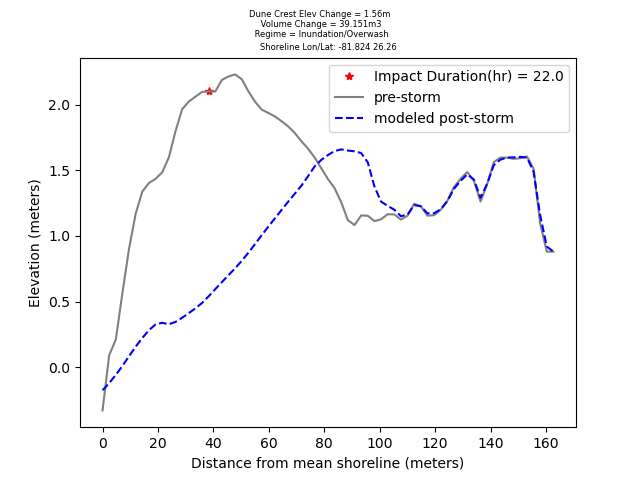 Dune Crest Elev Change = 1.56m
Volume Change = 39.151m3
Regime = Inundation/Overwash
Shoreline Lon/Lat: -81.824 26.26
Impact Duration(hr) = 22.0
pre-storm
modeled post-storm
2.0
1.5
1.0
0.5
0.0
Elevation (meters)
0 20 40 60 80 100 120 140 160
Distance from mean shoreline (meters)